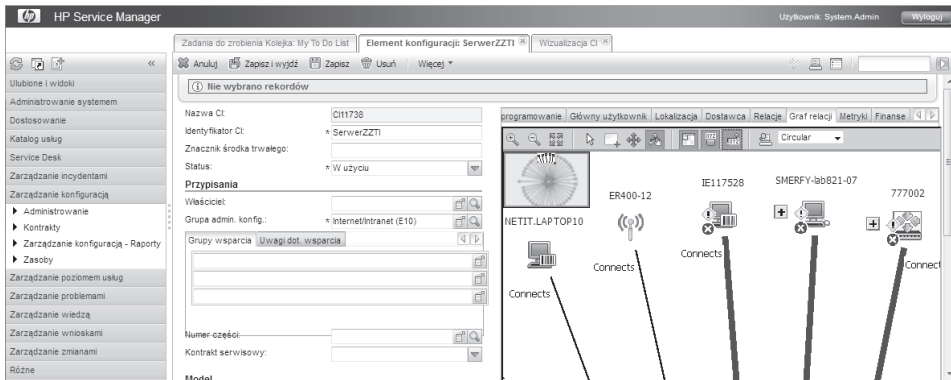 hp HP Service Manager
Użytkownik: System.Admin
Wyloguj
Zadania do zrobienia Kolejka: My To Do List
Element konfiguracji: SerwerZZTI
Wizualizacja CI
Anuluj
Zapisz i wyjdź
Zapisz
Usuń
Więcej
Ulubione i widoki
Administrowanie systemem
Dostosowanie
Katalog usług
Service Desk
Zarządzanie incydentami
Zarządzanie konfiguracją
Administrowanie
Kontrakty
Zarządzanie konfiguracją - Raporty
Zasoby
Zarządzanie poziomem usług
Zarządzanie problemami
Zarządzanie wiedzą
Zarządzanie wnioskami
Zarządzanie zmianami
Różne
Nie wybrano rekordów
Nazwa CI: CI11738
Identyfikator CI: * SerwerZZTI
Znacznik środka trwałego:
Status: * W użyciu
Przypisania
Właściciel:
Grupa admin. konfig.: * Internet/Intranet (E10)
Grupy wsparcia
Uwagi dot. wsparcia
Numer części:
Kontrakt serwisowy:
Model
programowanie
Główny użytkownik
Lokalizacja
Dostawca
Relacje
Graf relacji
Metryki
Finanse
Circular
NETIT.LAPTOP10
ER400-12
IE117528
SMERFY-lab821-07
777002
Connects
Connects
Connects
Connect